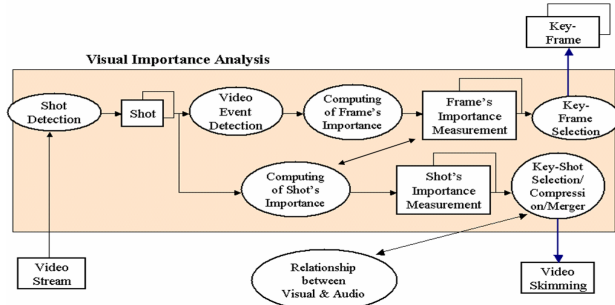 Key-
Frame
Visual Importance Analysis
Shot
Detection
Shot
Video
Event
Detection
Computing
of Frame's
Importance
Frame's
Importance
Measurement
Key-
Frame
Selection
Computing
of Shot's
Importance
Shot's
Importance
Measurement
Key-Shot
Selection/
Compressi
on/Merger
Video
Stream
Relationship
between
Visual & Audio
Video
Skimming